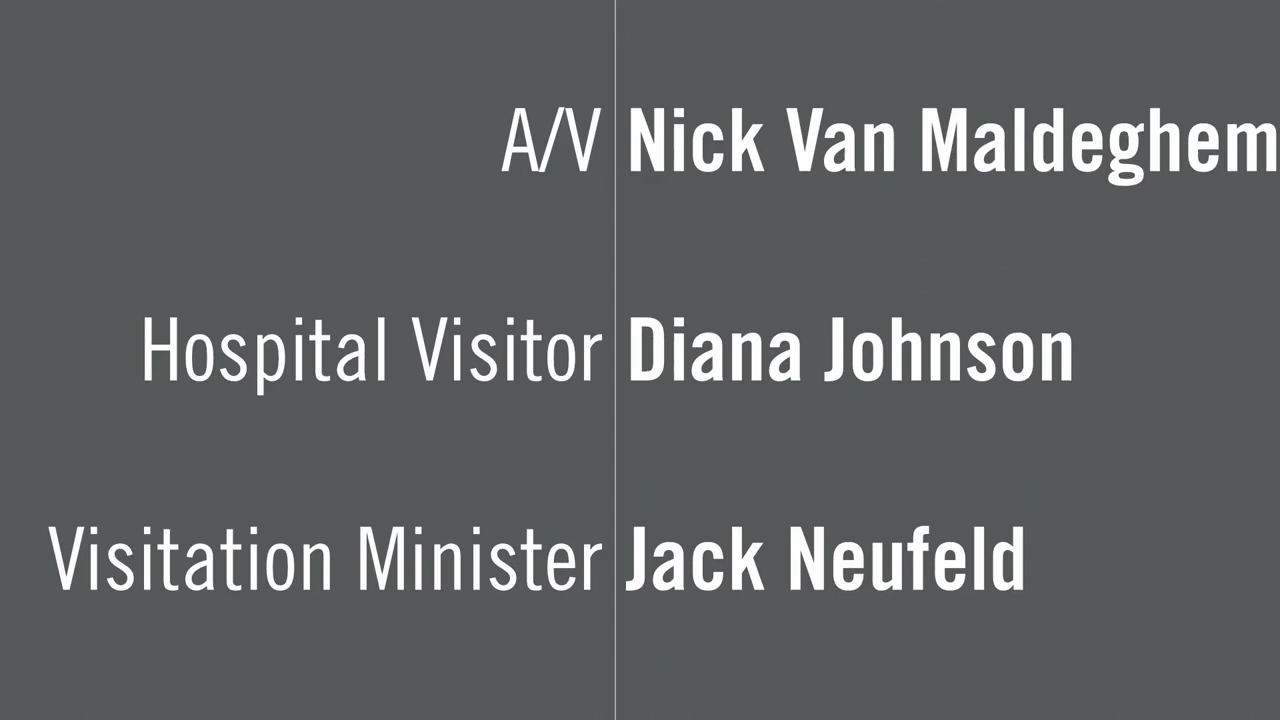 A/V Nick Van Maldeghem
Hospital Visitor Diana Johnson
Visitation Minister Jack Neufeld